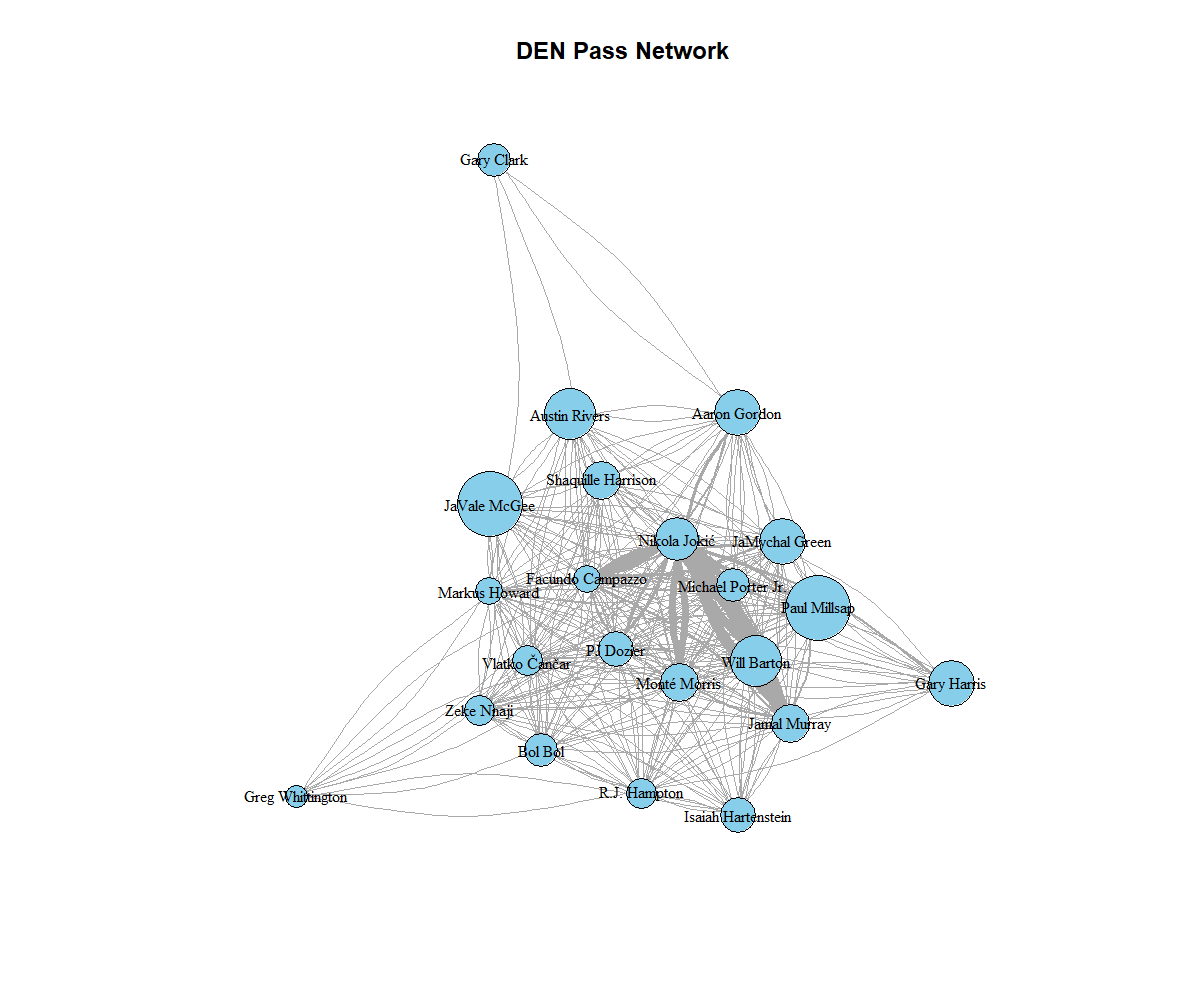 DEN Pass Network
Gary Clark
Austin Rivers
Aaron Gordon
Shaquille Harrison
JaVale McGee
Nikola Jokić
JaMychal Green
Facundo Campazzo
Michael Porter Jr.
Markus Howard
Paul Millsap
PJ Dozier
Vlatko Čančar
Will Barton
Monté Morris
Gary Harris
Zeke Nnaji
Jamal Murray
Bol Bol
R.J. Hampton
Greg Whittington
Isaiah Hartenstein